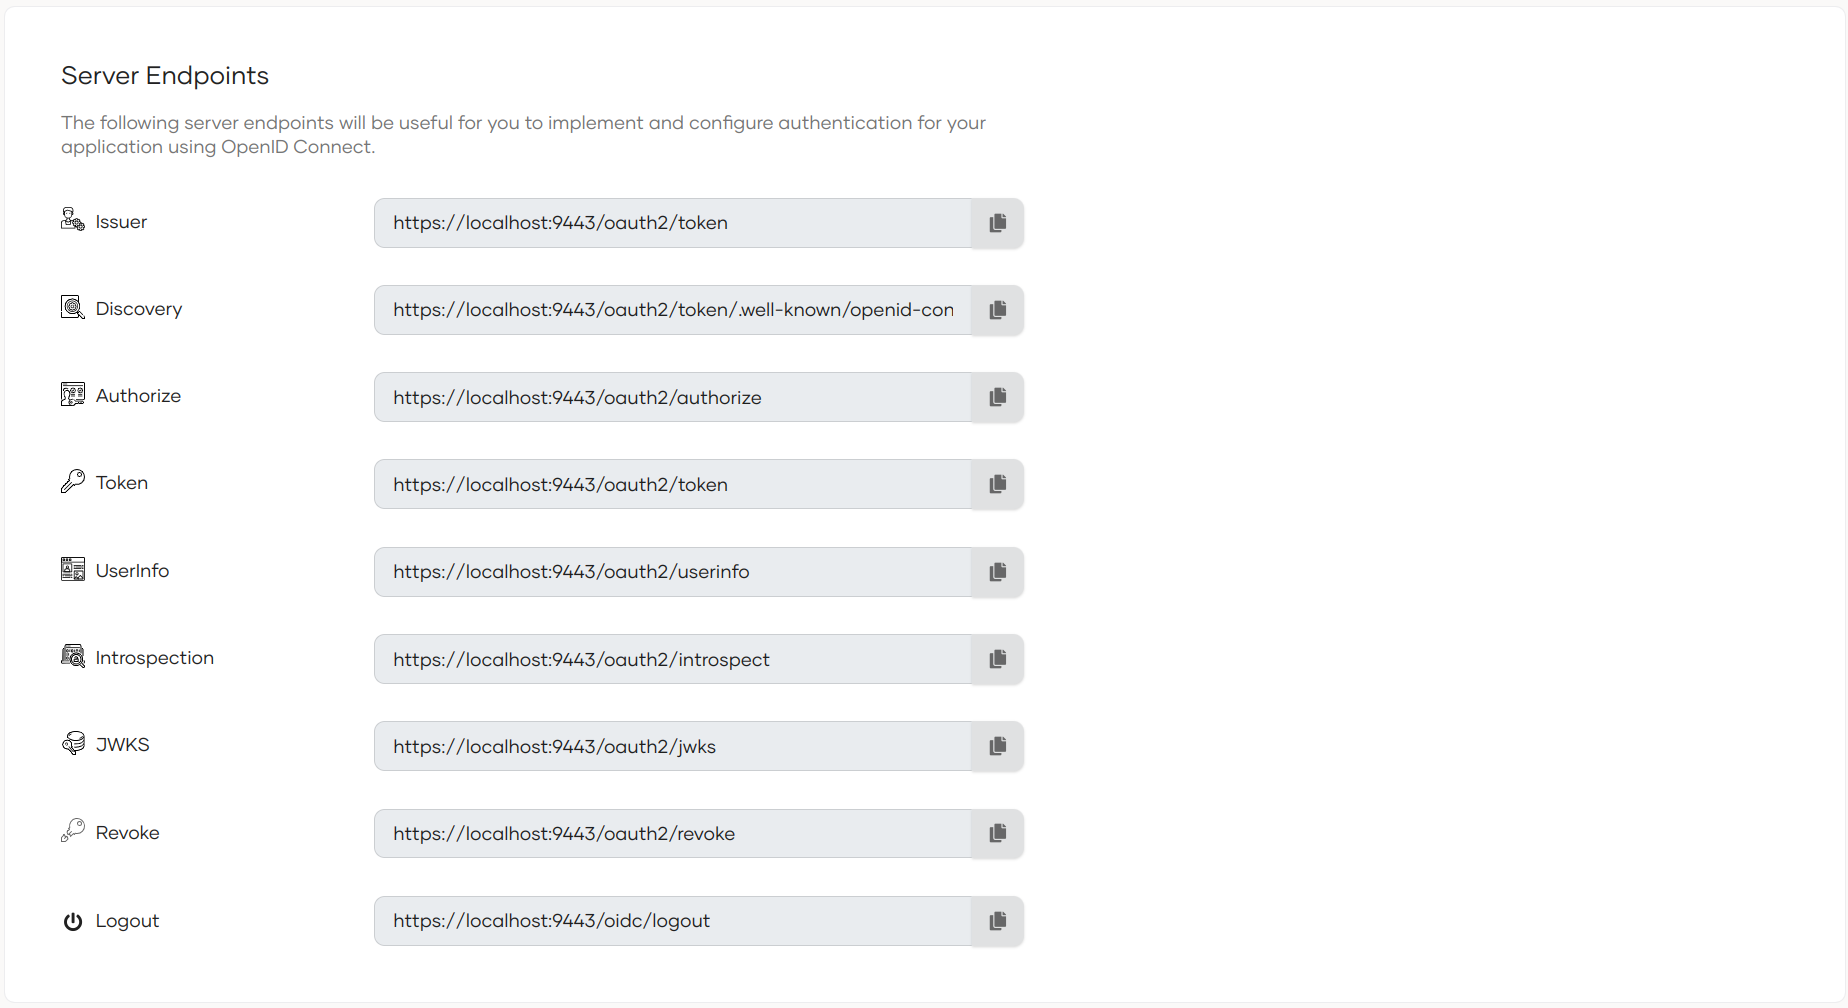 Server Endpoints
The following server endpoints will be useful for you to implement and configure authentication for your
application using OpenID Connect.
Issuer https://localhost:9443/oauth2/token
Discovery https://localhost:9443/oauth2/token/.well-known/openid-con
Authorize https://localhost:9443/oauth2/authorize
Token https://localhost:9443/oauth2/token
UserInfo https://localhost:9443/oauth2/userinfo
Introspection https://localhost:9443/oauth2/introspect
JWKS https://localhost:9443/oauth2/jwks
Revoke https://localhost:9443/oauth2/revoke
Logout https://localhost:9443/oidc/logout